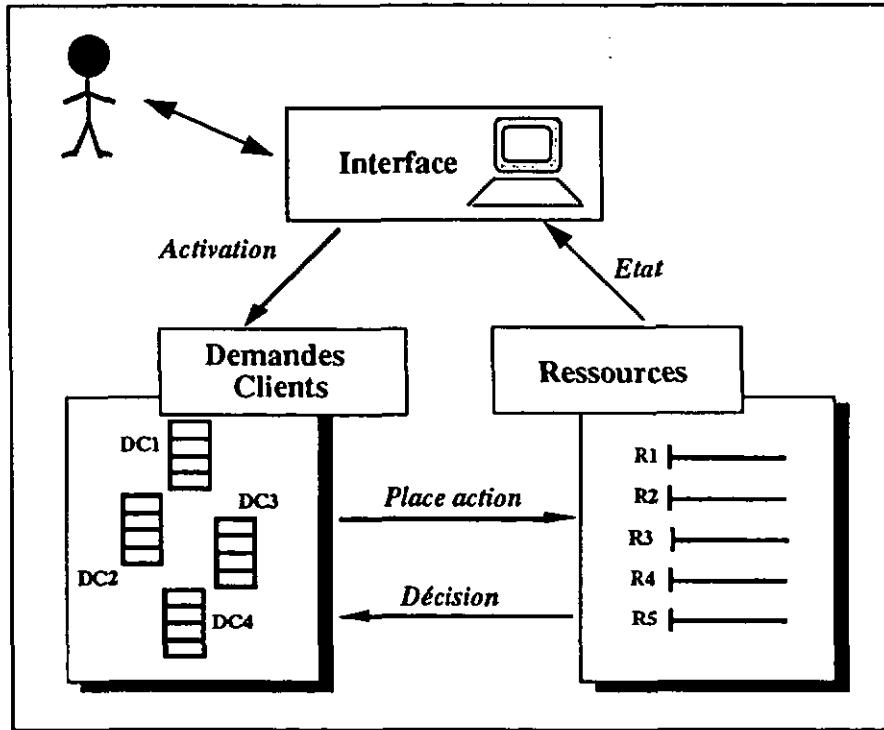 Interface
Activation
Etat
Demandes
Clients
Ressources
DC1
DC3
DC2
DC4
Place action
Décision
R1
R2
R3
R4
R5